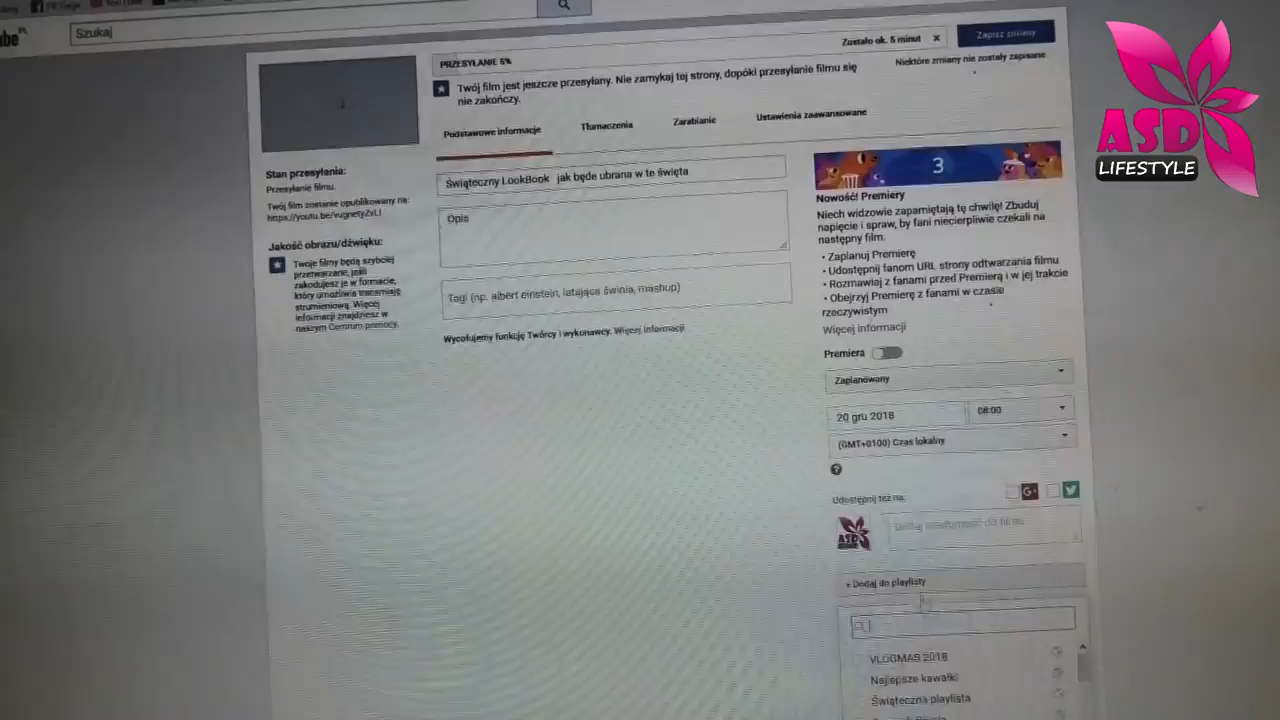 Szukaj
PRZESYŁANIE 5%
Zostało ok. 5 minut
Zapisz zmiany
Twój film jest jeszcze przesyłany. Nie zamykaj tej strony, dopóki przesyłanie filmu się
nie zakończy.
Niektóre zmiany nie zostały zapisane.
Podstawowe informacje
Tłumaczenia
Zarabianie
Ustawienia zaawansowane
ASD
LIFESTYLE
Stan przesyłania:
Przesyłanie filmu.
Twój film zostanie opublikowany na:
Jakość obrazu/dźwięku:
Twoje filmy będą szybciej
przetwarzane, jeśli
zakodujesz je w formacie,
który umożliwia transmisję
strumieniową. Więcej
informacji znajdziesz w
naszym Centrum pomocy.
Świąteczny LookBook jak będe ubrana w te święta
Opis
Tagi (np. albert einstein, latająca świnia, mashup)
Wycofujemy funkcję Twórcy i wykonawcy. Więcej informacji
3
Nowość! Premiery
Niech widzowie zapamiętają tę chwilę! Zbuduj
napięcie i spraw, by fani niecierpliwie czekali na
następny film.
• Zaplanuj Premierę
• Udostępnij fanom URL strony odtwarzania filmu
• Rozmawiaj z fanami przed Premierą i w jej trakcie
• Obejrzyj Premierę z fanami w czasie
rzeczywistym
Więcej informacji
Premiera
Zaplanowany
20 gru 2018
08:00
(GMT+0100) Czas lokalny
Udostępnij też na:
G+
ASD
Dodaj wiadomość do filmu
+ Dodaj do playlisty
VLOGMAS 2018
Najlepsze kawałki
Świąteczna playlista